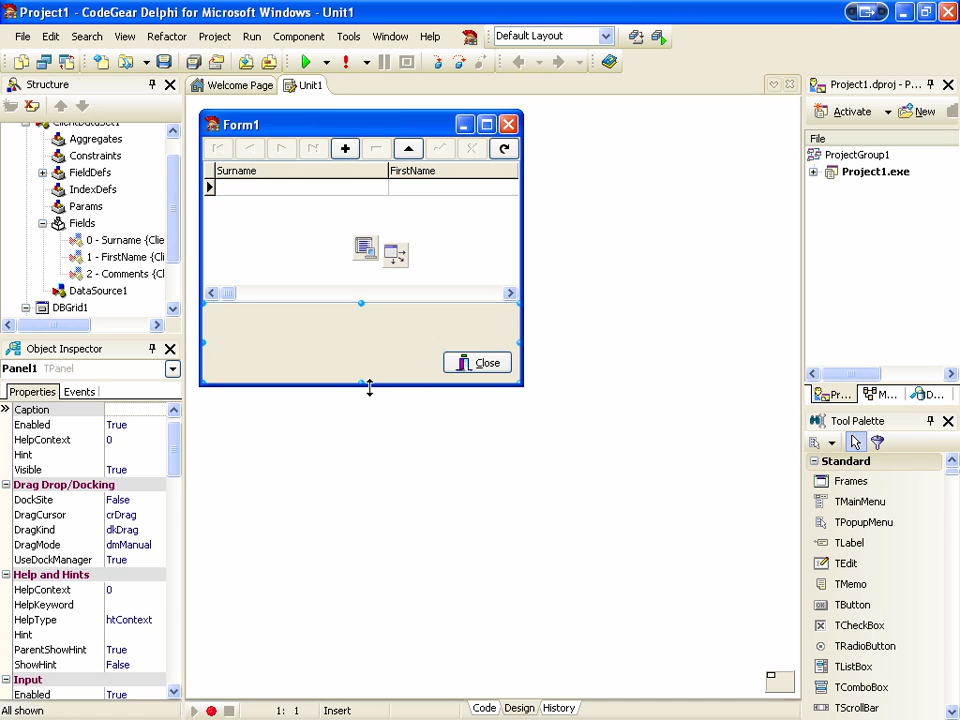 Project1 - CodeGear Delphi for Microsoft Windows - Unit1
File Edit Search View Refactor Project Run Component Tools Window Help
Default Layout
Structure
Aggregates
Constraints
FieldDefs
IndexDefs
Params
Fields
0 - Surname {Clie
1 - FirstName {Cli
2 - Comments {C
DataSource1
DBGrid1
Object Inspector
Panel1 TPanel
Properties Events
Caption
Enabled True
HelpContext 0
Hint
Visible True
Drag Drop/Docking
DockSite False
DragCursor crDrag
DragKind dkDrag
DragMode dmManual
UseDockManager True
Help and Hints
HelpContext 0
HelpKeyword
HelpType htContext
Hint
ParentShowHint True
ShowHint False
Input
Enabled True
All shown
Welcome Page Unit1
Form1
Surname FirstName
Close
1: 1 Insert
Code Design History
Project1.dproj - P...
Activate New
File
ProjectGroup1
Project1.exe
Pr... M... D...
Tool Palette
Standard
Frames
TMainMenu
TPopupMenu
TLabel
TEdit
TMemo
TButton
TCheckBox
TRadioButton
TListBox
TComboBox
TScrollBar